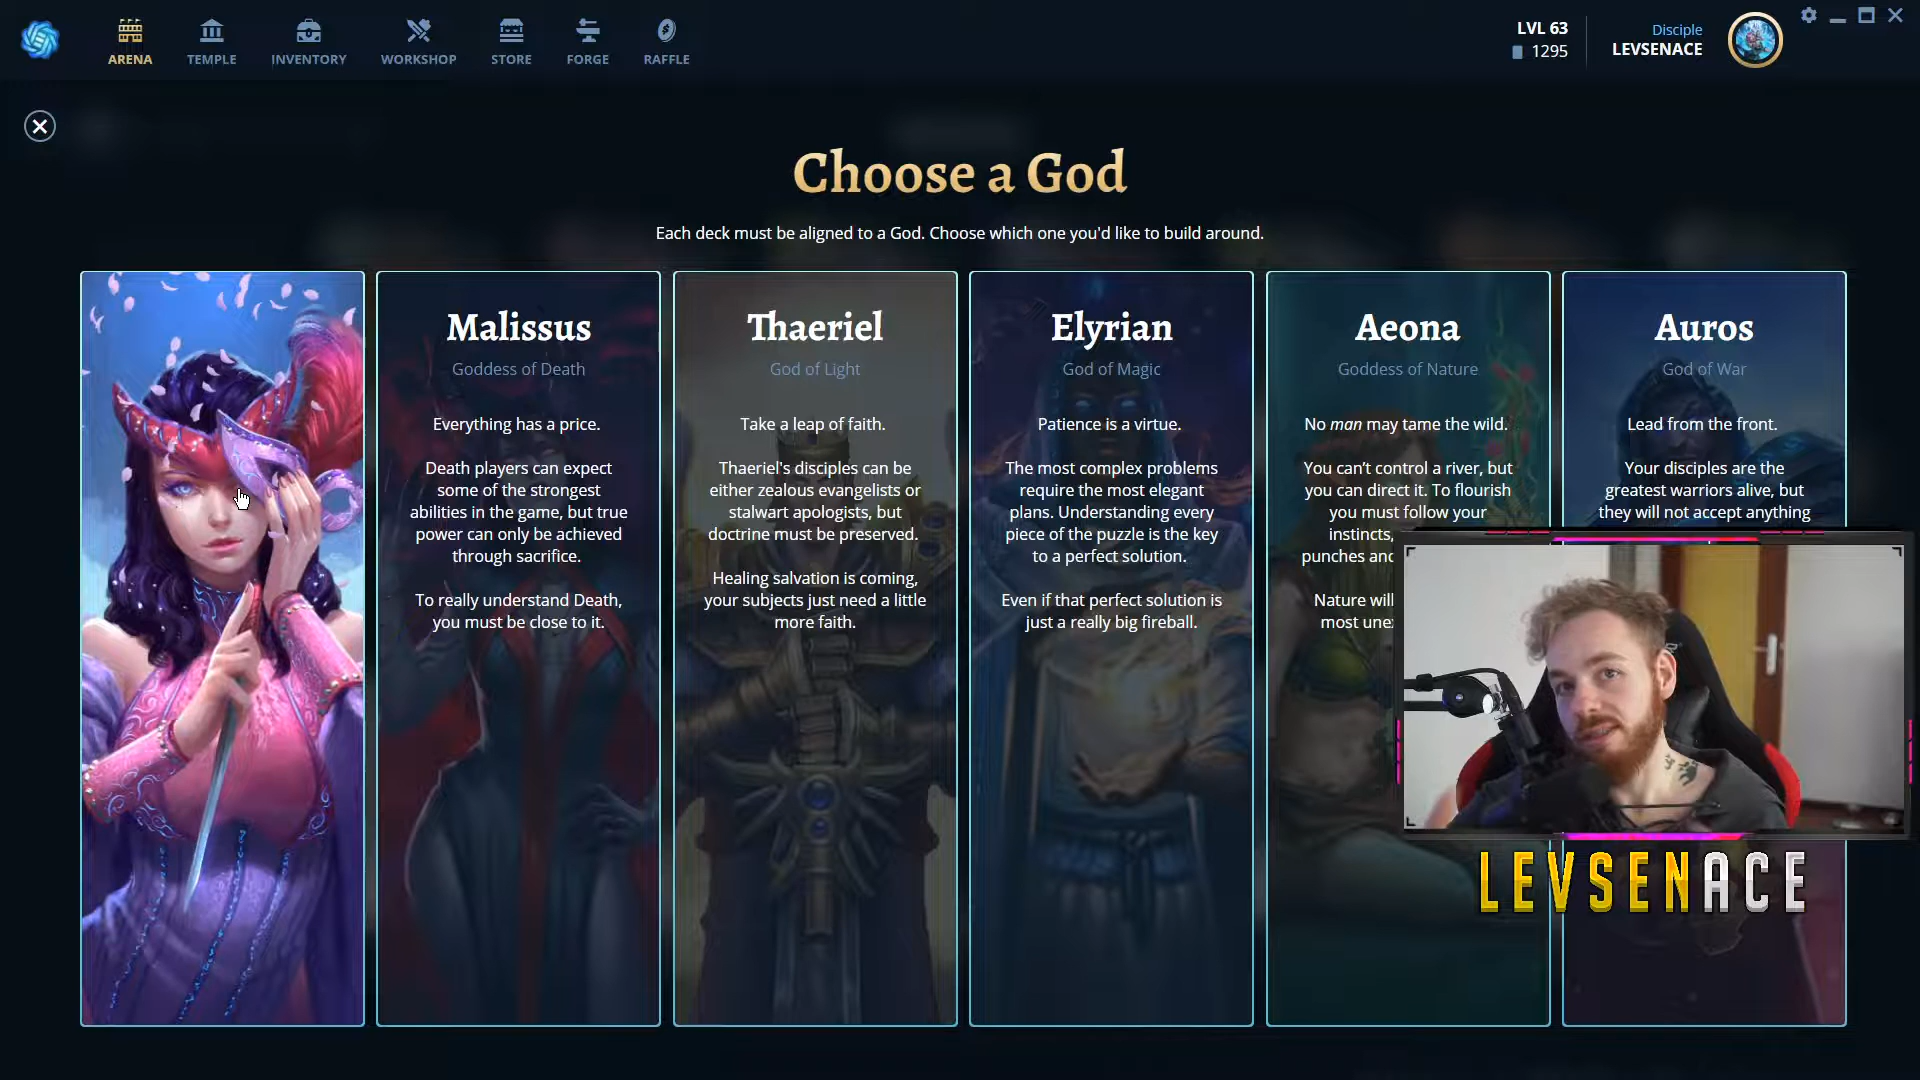 ARENA
TEMPLE
INVENTORY
WORKSHOP
STORE
FORGE
RAFFLE
LVL 63
1295
Disciple
LEVSENACE
Choose a God
Each deck must be aligned to a God. Choose which one you'd like to build around.
Malissus
Goddess of Death
Everything has a price.
Death players can expect
some of the strongest
abilities in the game, but true
power can only be achieved
through sacrifice.
To really understand Death,
you must be close to it.
Thaeriel
God of Light
Take a leap of faith.
Thaeriel's disciples can be
either zealous evangelists or
stalwart apologists, but
doctrine must be preserved.
Healing salvation is coming,
your subjects just need a little
more faith.
Elyrian
God of Magic
Patience is a virtue.
The most complex problems
require the most elegant
plans. Understanding every
piece of the puzzle is the key
to a perfect solution.
Even if that perfect solution is
just a really big fireball.
Aeona
Goddess of Nature
No man may tame the wild.
You can't control a river, but
you can direct it. To flourish
you must follow your
instincts,
punches and
Nature will
most
Auros
God of War
Lead from the front.
Your disciples are the
greatest warriors alive, but
they will not accept anything
LEVSENACE